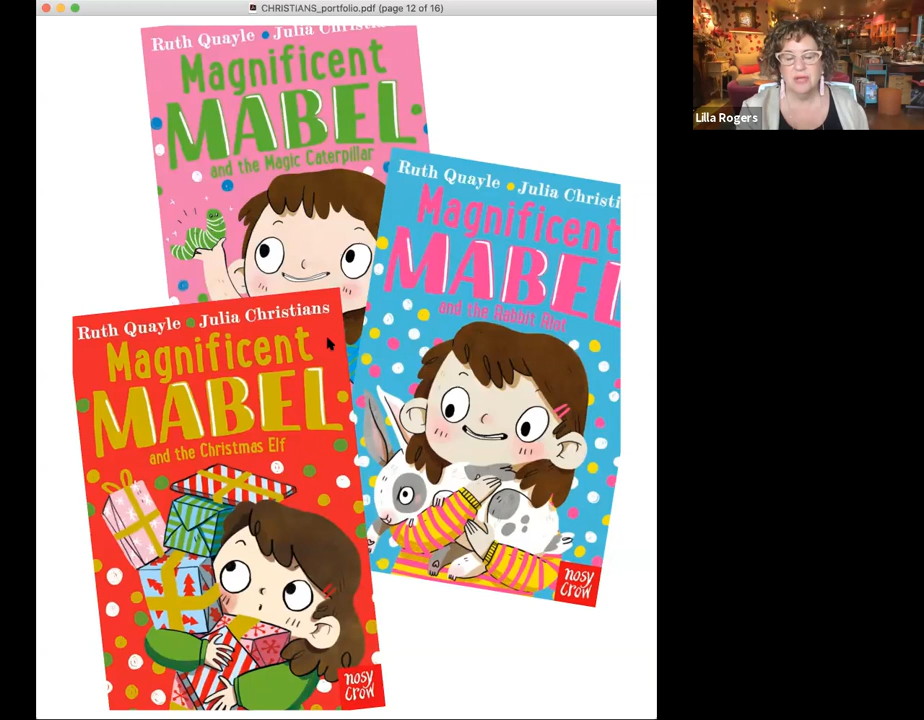 CHRISTIANS_portfolio.pdf (page 12 of 16)
Lilla Rogers
Ruth Quayle • Julia Christi
Magnificent
MABEL
and the Magic Caterpillar
Ruth Quayle • Julia Christi
Magnificent
MABEL
and the Rabbit Riot
nosy
crow
Ruth Quayle • Julia Christians
Magnificent
MABEL
and the Christmas Elf
nosy
crow